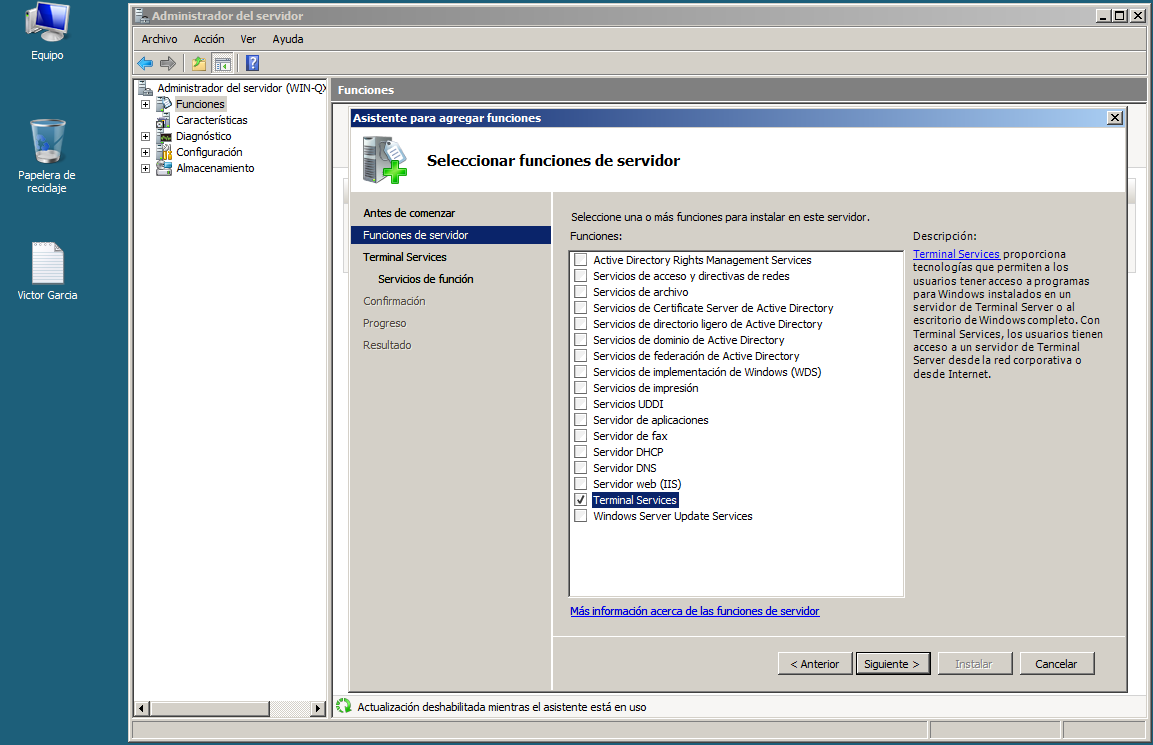 Equipo
Papelera de
reciclaje
Victor Garcia
Administrador del servidor
Archivo Acción Ver Ayuda
Administrador del servidor (WIN-QX
Funciones
Características
Diagnóstico
Configuración
Almacenamiento
Funciones
Asistente para agregar funciones
Seleccionar funciones de servidor
Antes de comenzar
Funciones de servidor
Terminal Services
Servicios de función
Confirmación
Progreso
Resultado
Seleccione una o más funciones para instalar en este servidor.
Funciones:
Active Directory Rights Management Services
Servicios de acceso y directivas de redes
Servicios de archivo
Servicios de Certificate Server de Active Directory
Servicios de directorio ligero de Active Directory
Servicios de dominio de Active Directory
Servicios de federación de Active Directory
Servicios de implementación de Windows (WDS)
Servicios de impresión
Servicios UDDI
Servidor de aplicaciones
Servidor de fax
Servidor DHCP
Servidor DNS
Servidor web (IIS)
Terminal Services
Windows Server Update Services
Más información acerca de las funciones de servidor
Descripción:
Terminal Services proporciona
tecnologías que permiten a los
usuarios tener acceso a programas
para Windows instalados en un
servidor de Terminal Server o al
escritorio de Windows completo. Con
Terminal Services, los usuarios tienen
acceso a un servidor de Terminal
Server desde la red corporativa o
desde Internet.
< Anterior Siguiente > Instalar Cancelar
Actualización deshabilitada mientras el asistente está en uso